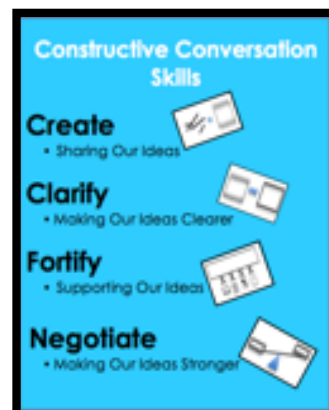 Constructive Conversation
Skills
Create
• Sharing Our Ideas
Clarify
• Making Our Ideas Clearer
Fortify
• Supporting Our Ideas
Negotiate
• Making Our Ideas Stronger